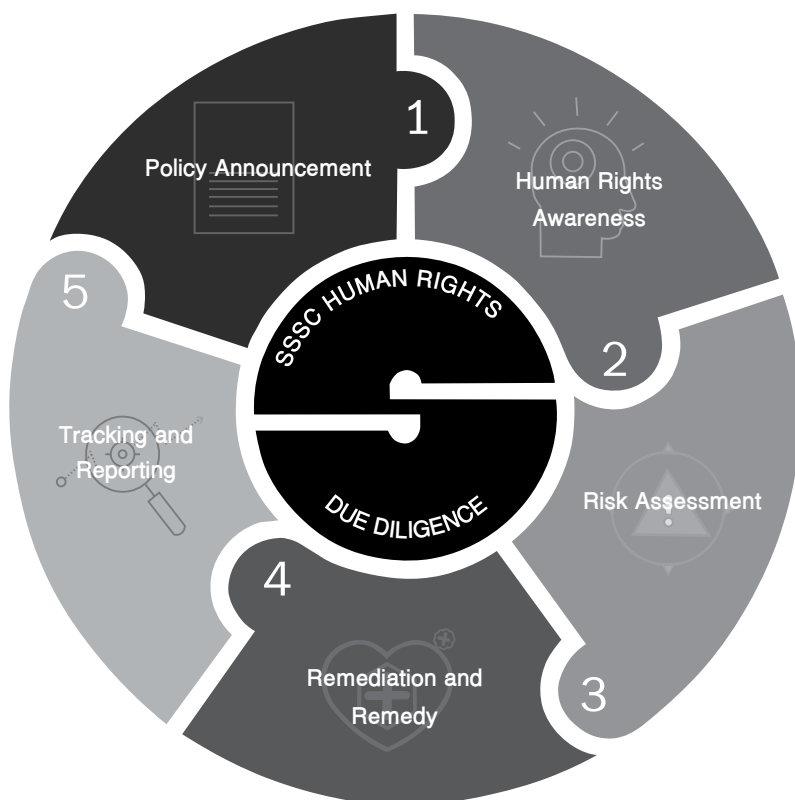 1
Policy Announcement
Human Rights
Awareness
2
Risk Assessment
3
Remediation and
Remedy
4
Tracking and
Reporting
5
SSSC HUMAN RIGHTS
DUE DILIGENCE